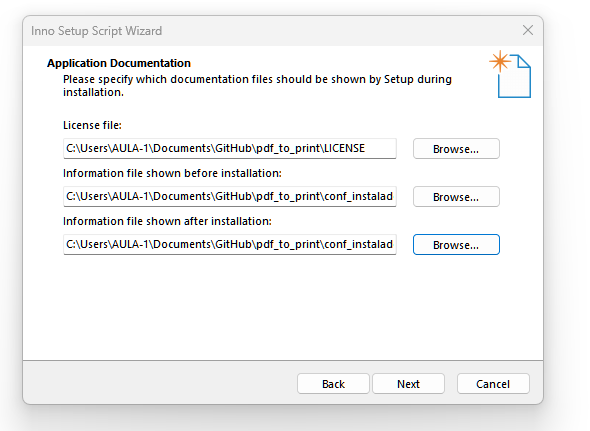 Inno Setup Script Wizard
Application Documentation
Please specify which documentation files should be shown by Setup during
installation.
License file:
C:\Users\AULA-1\Documents\GitHub\pdf_to_print\LICENSE
Browse...
Information file shown before installation:
C:\Users\AULA-1\Documents\GitHub\pdf_to_print\conf_instalad
Browse...
Information file shown after installation:
C:\Users\AULA-1\Documents\GitHub\pdf_to_print\conf_instalad
Browse...
Back
Next
Cancel